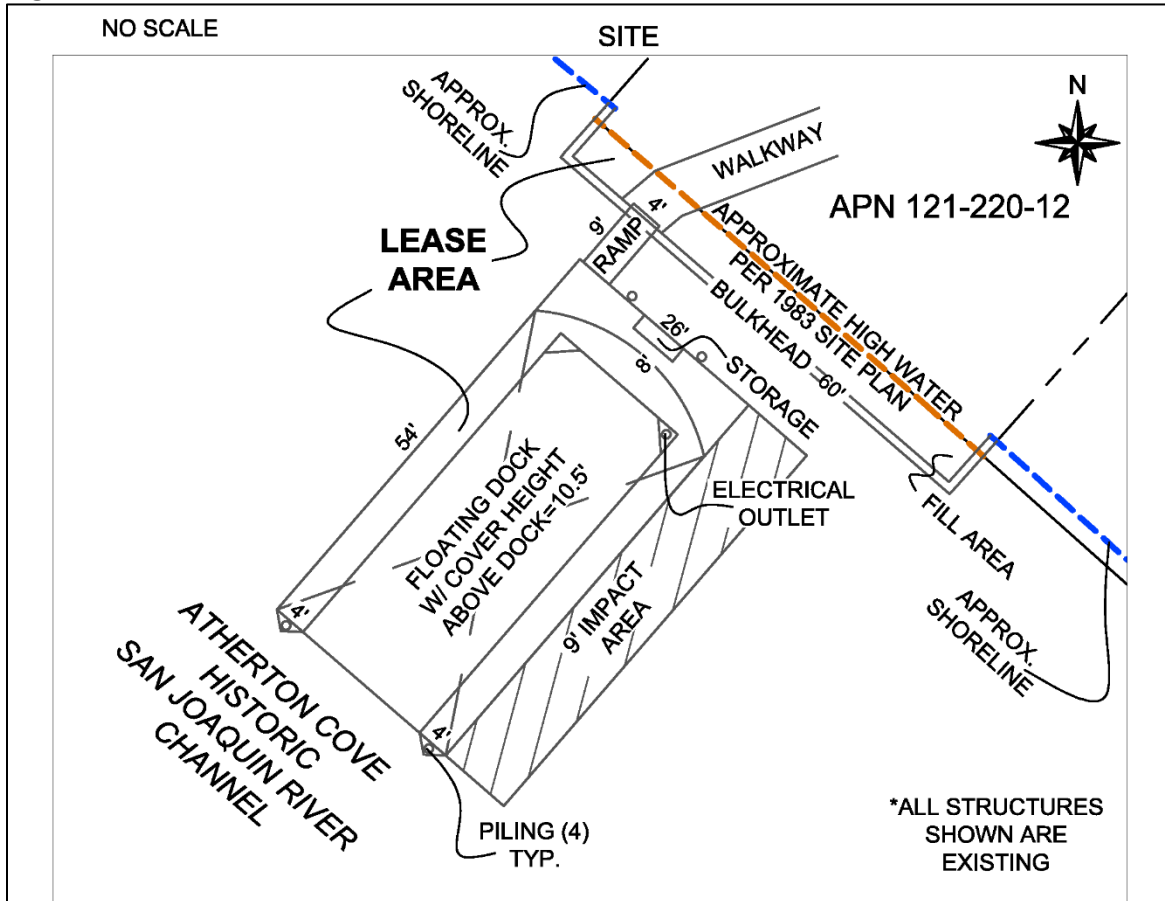 NO SCALE
SITE
APPROX.
SHORELINE
N
WALKWAY
APN 121-220-12
LEASE
AREA
4'
9'
RAMP
APPROXIMATE HIGH WATER
PER 1983 SITE PLAN
BULKHEAD 60'
26'
STORAGE
8'
54'
FLOATING DOCK
W/ COVER HEIGHT
ABOVE DOCK=10.5'
ELECTRICAL
OUTLET
FILL AREA
9' IMPACT
AREA
APPROX.
SHORELINE
4'
4'
ATHERTON COVE
HISTORIC
SAN JOAQUIN RIVER
CHANNEL
PILING (4)
TYP.
*ALL STRUCTURES
SHOWN ARE
EXISTING